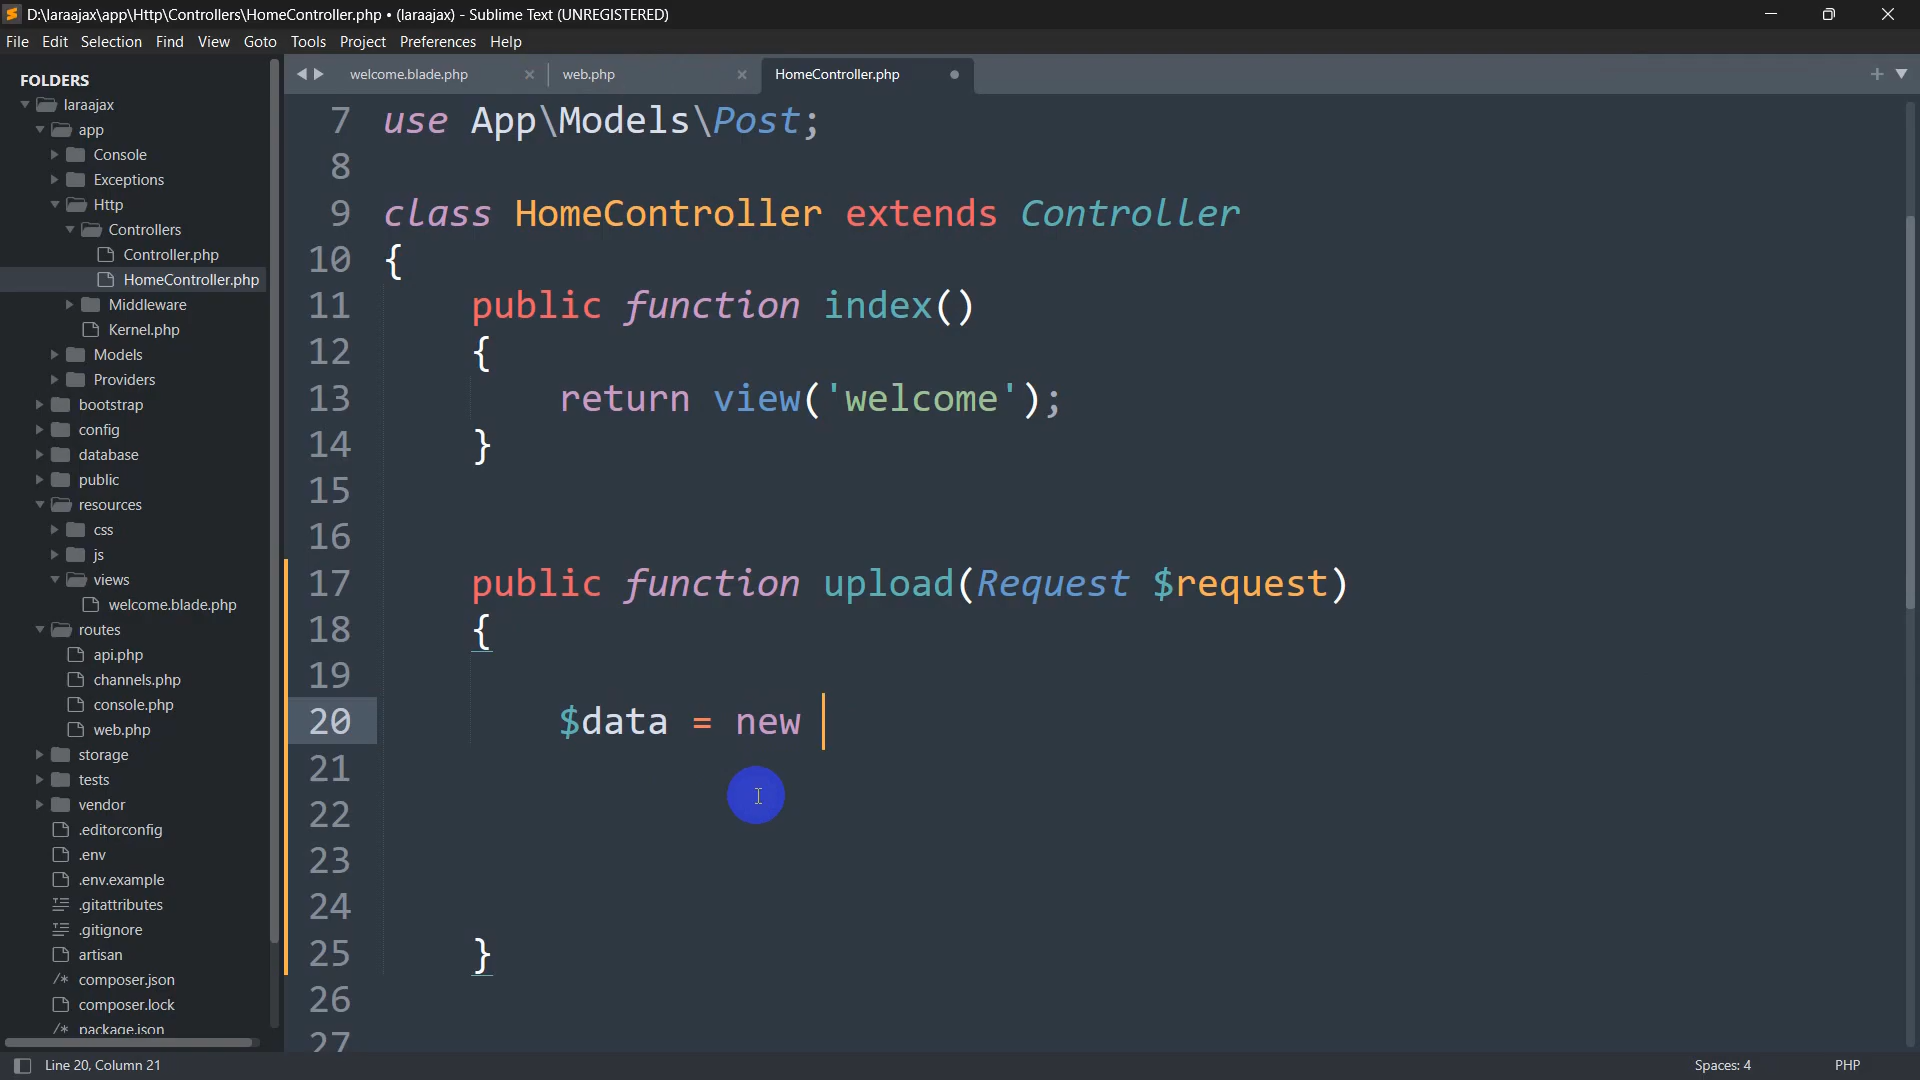 D:\laraajax\app\Http\Controllers\HomeController.php • (laraajax) - Sublime Text (UNREGISTERED)
File Edit Selection Find View Goto Tools Project Preferences Help
FOLDERS
laraajax
app
Console
Exceptions
Http
Controllers
Controller.php
HomeController.php
Middleware
Kernel.php
Models
Providers
bootstrap
config
database
public
resources
css
js
views
welcome.blade.php
routes
api.php
channels.php
console.php
web.php
storage
tests
vendor
.editorconfig
.env
.env.example
.gitattributes
.gitignore
artisan
/* composer.json
composer.lock
/* package.json
welcome.blade.php × web.php × HomeController.php
7 use App\Models\Post;
8
9 class HomeController extends Controller
10 {
11 public function index()
12 {
13 return view('welcome');
14 }
15
16
17 public function upload(Request $request)
18 {
19
20 $data = new
21
22
23
24
25 }
26
27
Line 20, Column 21 Spaces: 4 PHP